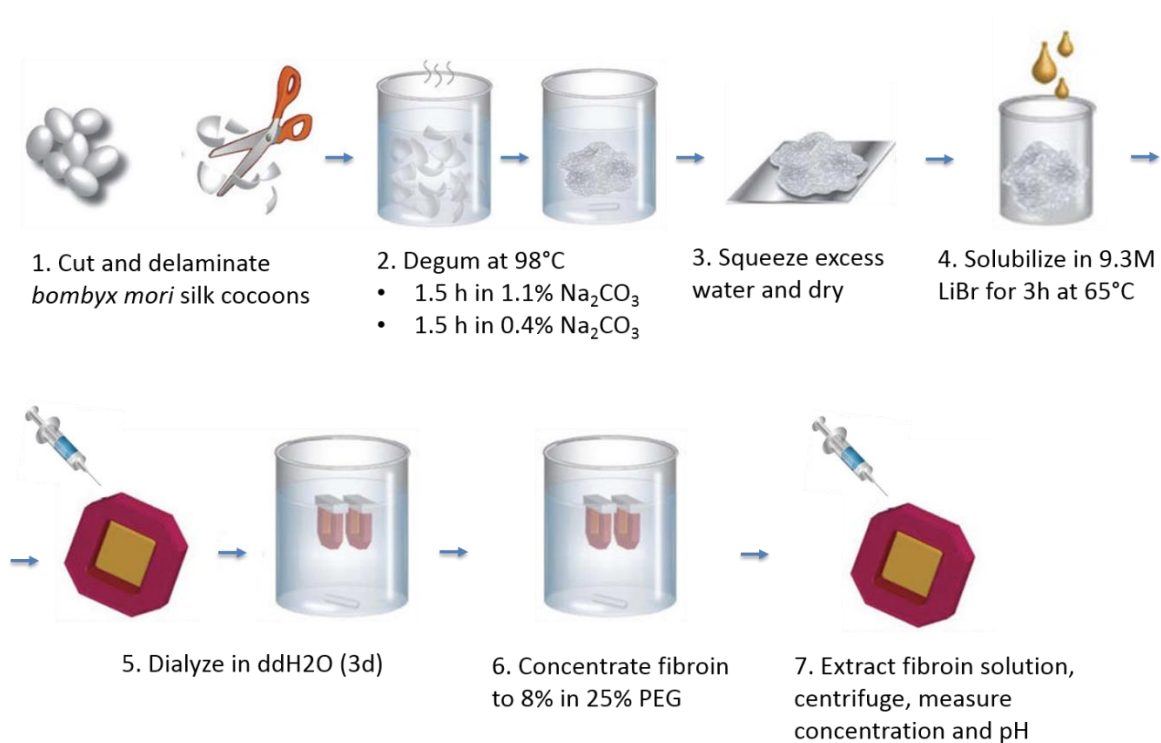 1. Cut and delaminate
bombyx mori silk cocoons
2. Degum at 98°C
• 1.5 h in 1.1% Na₂CO₃
• 1.5 h in 0.4% Na₂CO₃
3. Squeeze excess
water and dry
4. Solubilize in 9.3M
LiBr for 3h at 65°C
5. Dialyze in ddH2O (3d)
6. Concentrate fibroin
to 8% in 25% PEG
7. Extract fibroin solution,
centrifuge, measure
concentration and pH